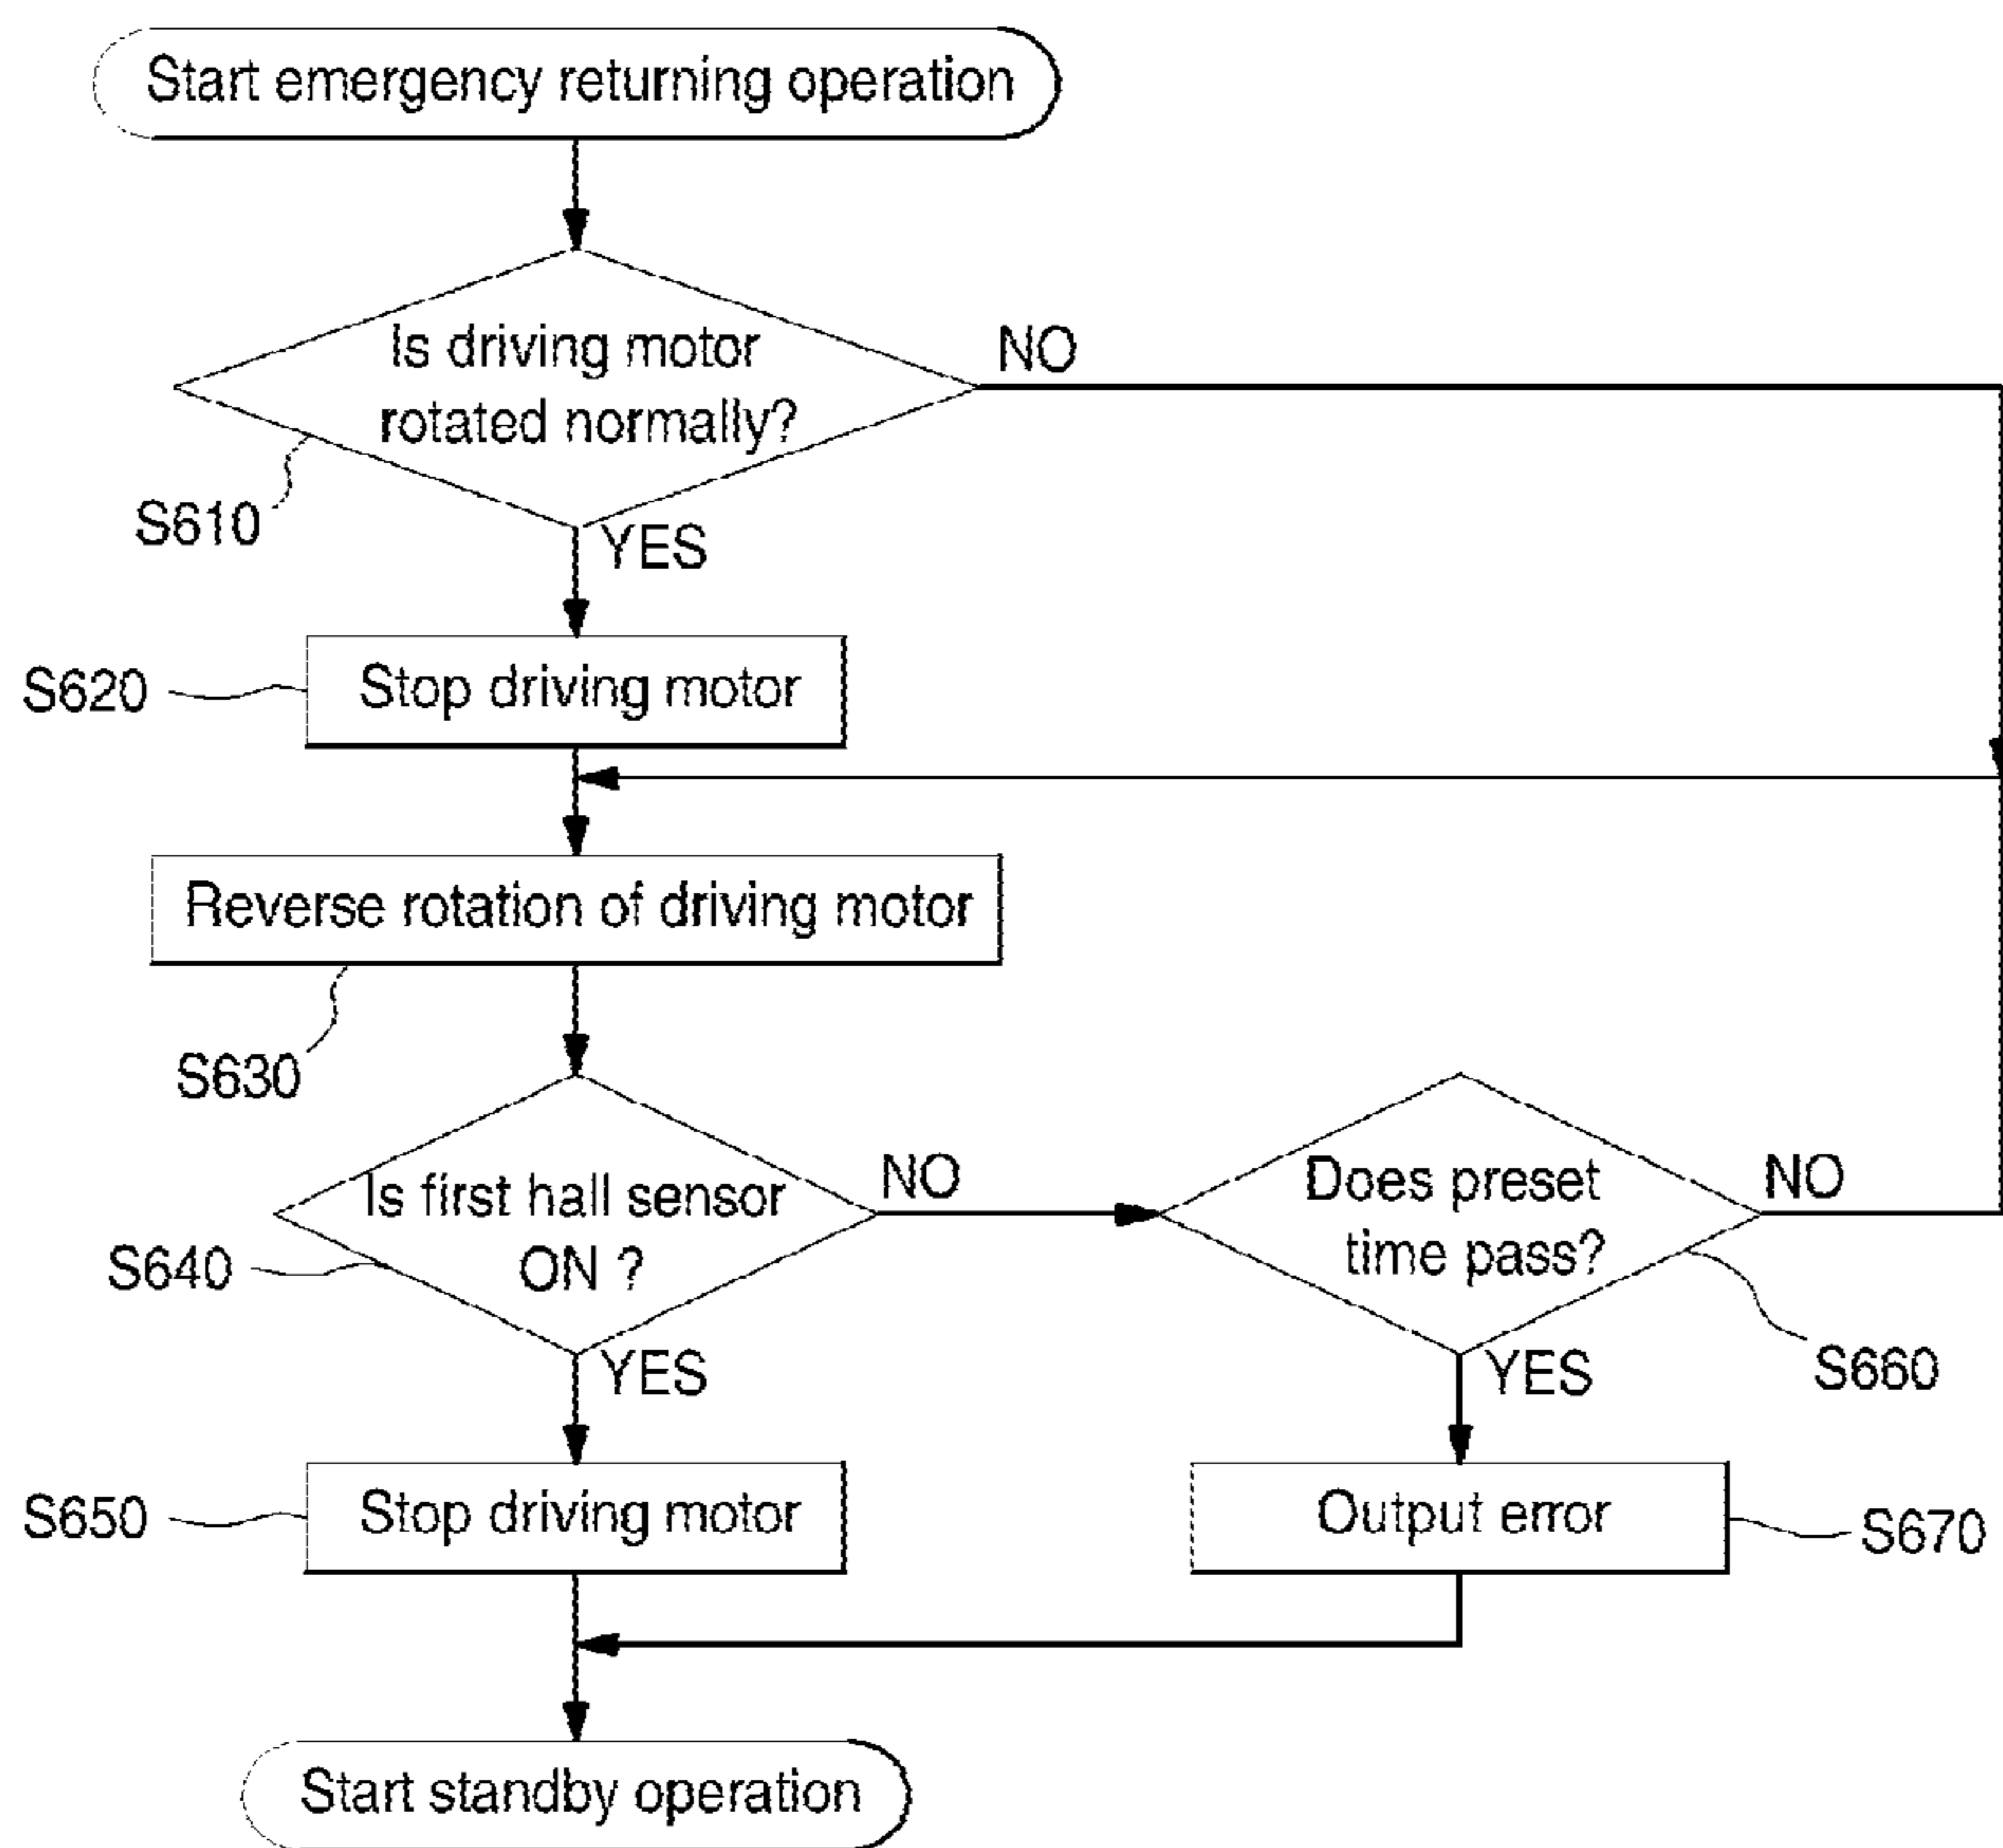 Start emergency returning operation
Is driving motor
rotated normally?
NO
S610
YES
S620
Stop driving motor
Reverse rotation of driving motor
S630
Is first hall sensor
ON ?
NO
S640
YES
Does preset
time pass?
NO
S660
YES
S650
Stop driving motor
Output error
S670
Start standby operation